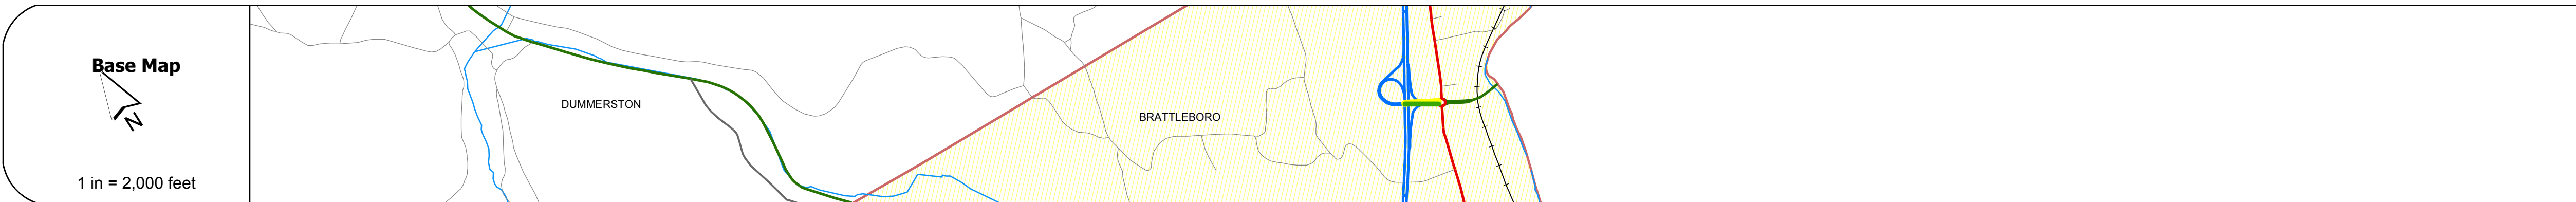 Base Map
N
1 in = 2,000 feet
DUMMERSTON
BRATTLEBORO